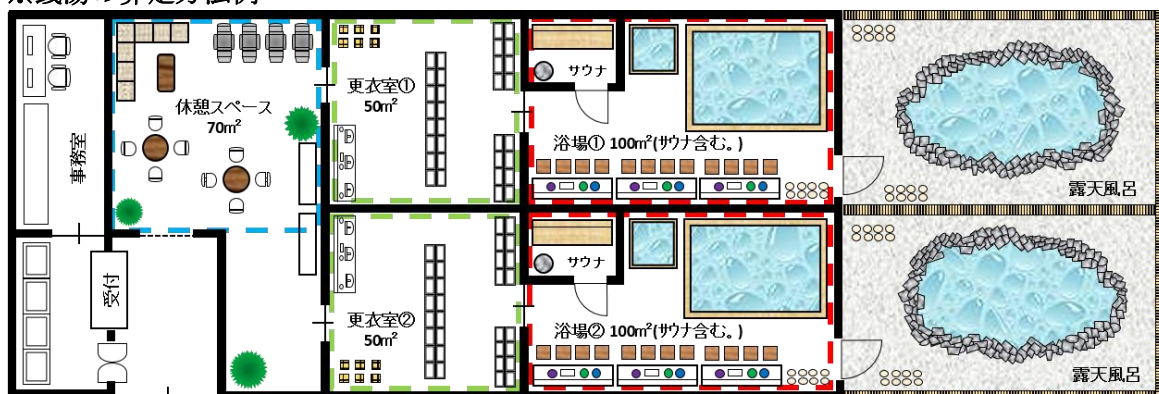 事務室
休憩スペース
70m²
更衣室①
50m²
サウナ
浴場① 100m²(サウナ含む。)
露天風呂
受付
更衣室②
50m²
サウナ
浴場② 100m²(サウナ含む。)
露天風呂